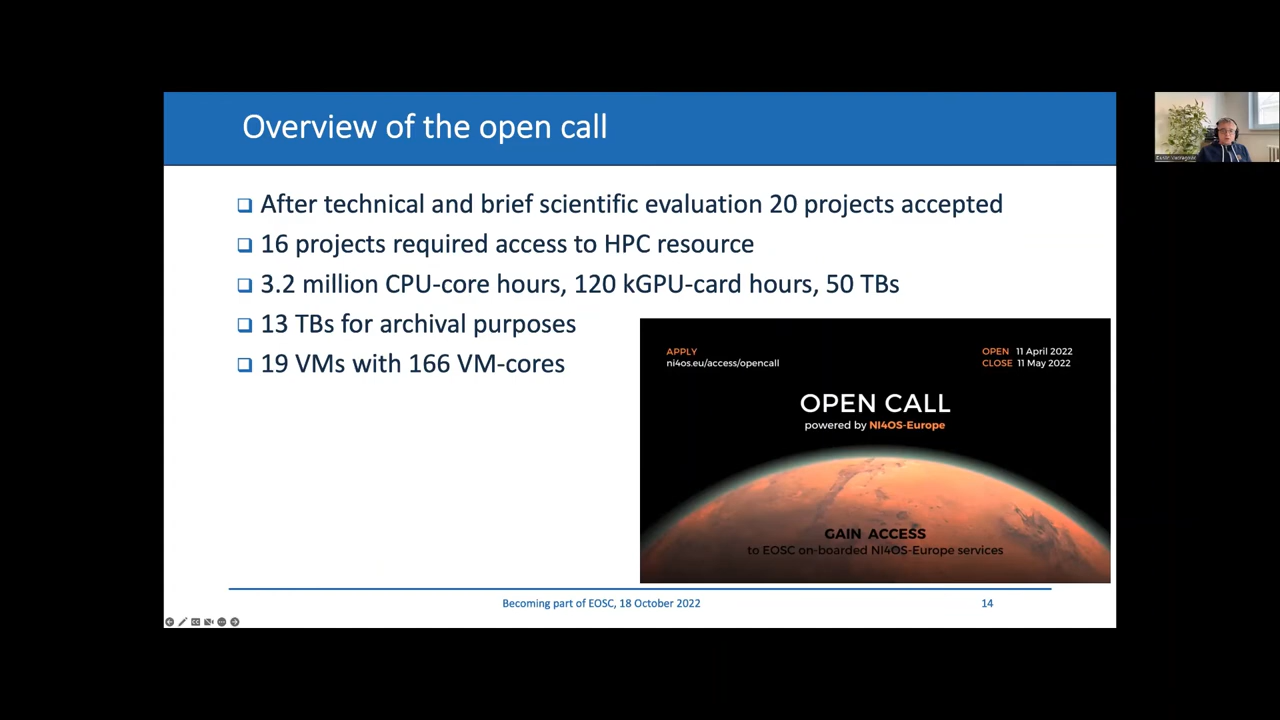 Overview of the open call
After technical and brief scientific evaluation 20 projects accepted
16 projects required access to HPC resource
3.2 million CPU-core hours, 120 kGPU-card hours, 50 TBs
13 TBs for archival purposes
19 VMs with 166 VM-cores
APPLY
ni4os.eu/access/opencall
OPEN 11 April 2022
CLOSE 11 May 2022
OPEN CALL
powered by NI4OS-Europe
GAIN ACCESS
to EOSC on-boarded NI4OS-Europe services
Becoming part of EOSC, 18 October 2022
14